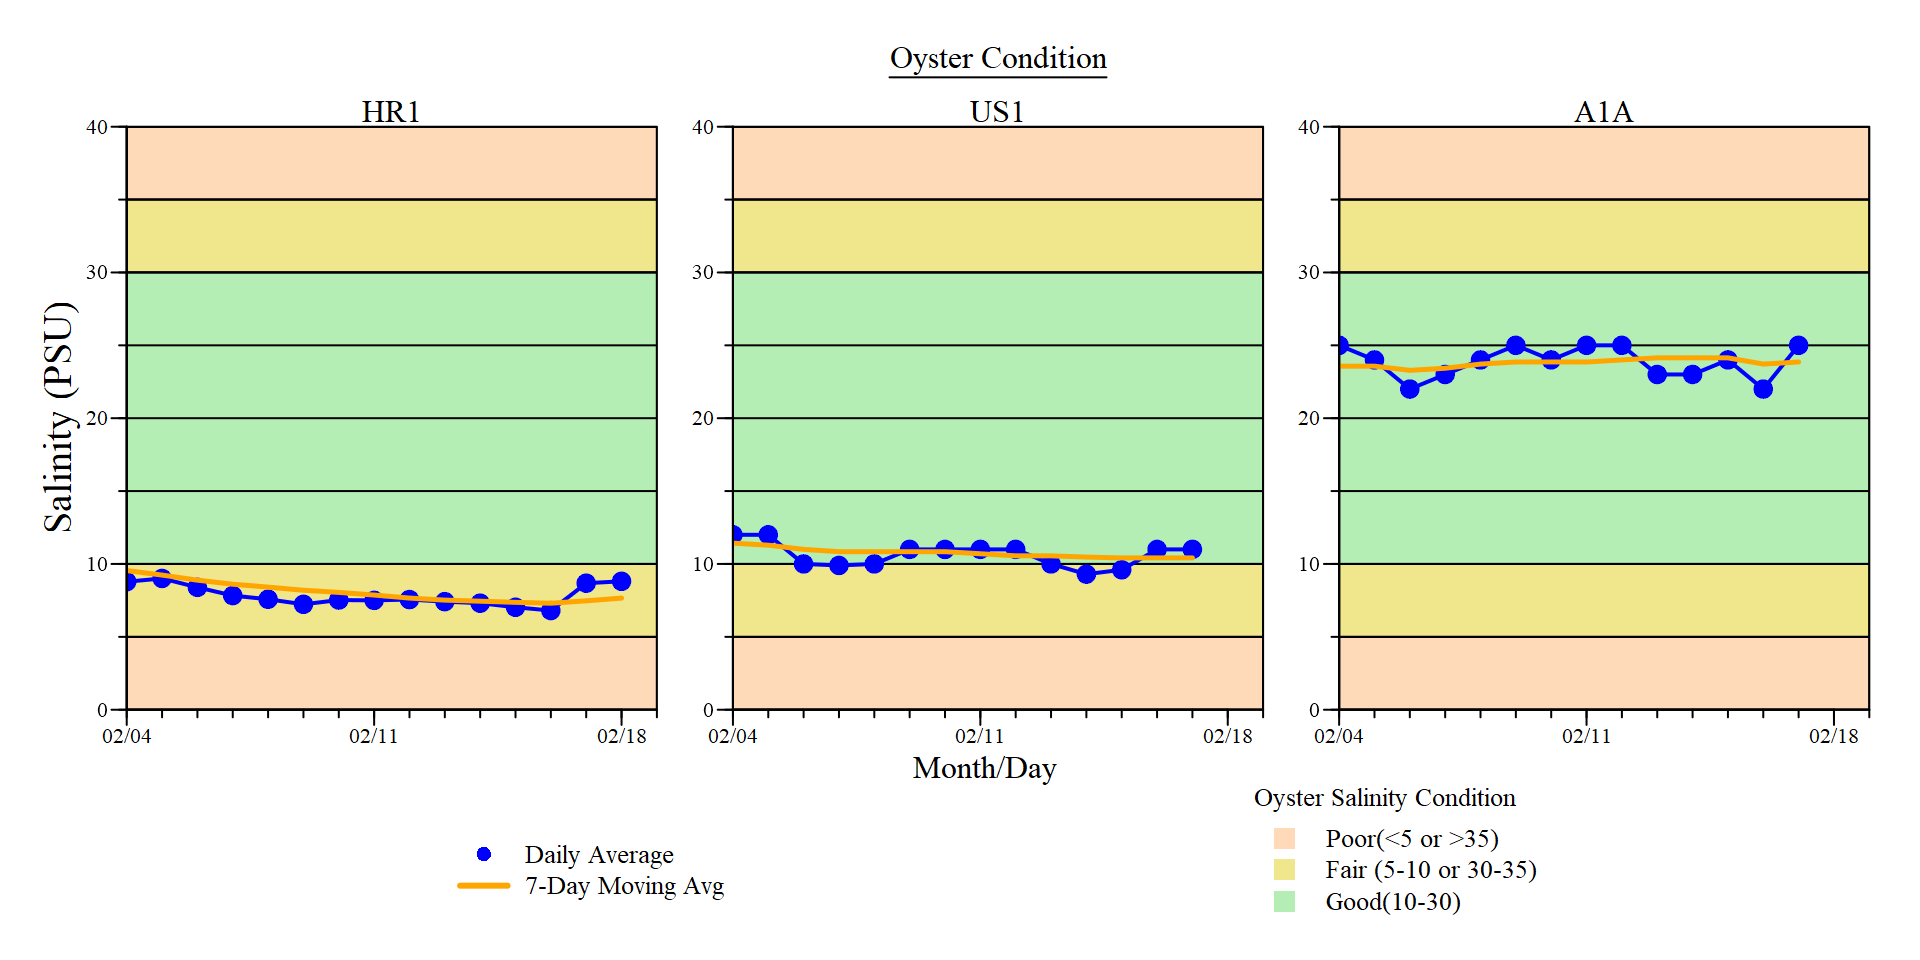 Oyster Condition
HR1
US1
A1A
Salinity (PSU)
40
30
20
10
0
02/04
02/11
02/18
40
30
20
10
0
02/04
02/11
02/18
40
30
20
10
0
02/04
02/11
02/18
Month/Day
Daily Average
7-Day Moving Avg
Oyster Salinity Condition
Poor(<5 or >35)
Fair (5-10 or 30-35)
Good(10-30)